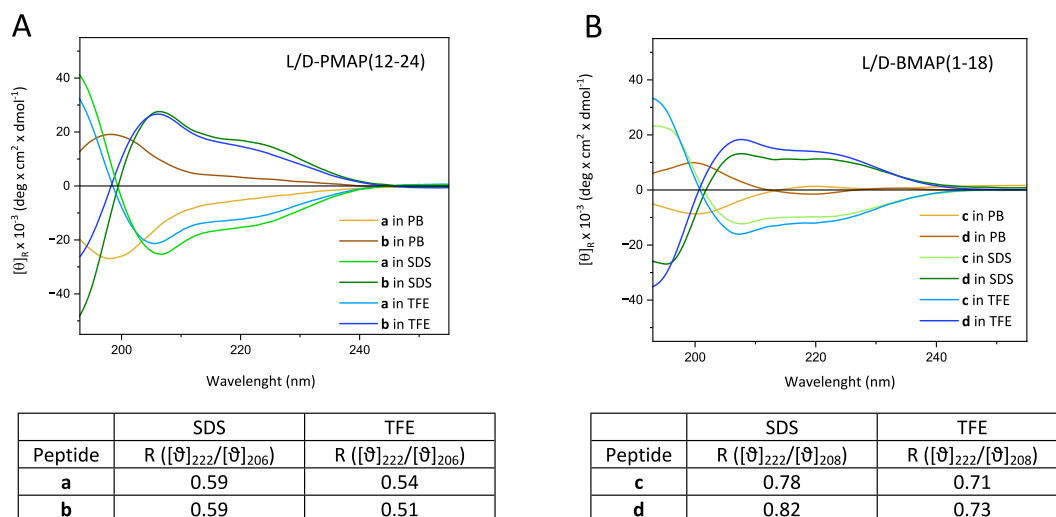 A
L/D-PMAP(12-24)
[θ]R x 10-3 (deg x cm2 x dmol-1)
40
20
0
−20
−40
200
220
240
Wavelenght (nm)
a in PB
b in PB
a in SDS
b in SDS
a in TFE
b in TFE
B
L/D-BMAP(1-18)
[θ]R x 10-3 (deg x cm2 x dmol-1)
40
20
0
−20
−40
200
220
240
Wavelenght (nm)
c in PB
d in PB
c in SDS
d in SDS
c in TFE
d in TFE
SDS TFE
Peptide R ([ϑ]222/[ϑ]206) R ([ϑ]222/[ϑ]206)
a 0.59 0.54
b 0.59 0.51
SDS TFE
Peptide R ([ϑ]222/[ϑ]208) R ([ϑ]222/[ϑ]208)
c 0.78 0.71
d 0.82 0.73